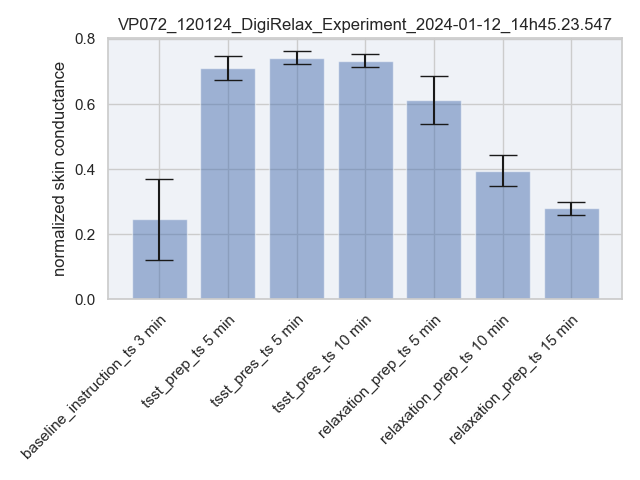 VP072_120124_DigiRelax_Experiment_2024-01-12_14h45.23.547
normalized skin conductance
0.8
0.6
0.4
0.2
0.0
baseline_instruction_ts 3 min
tsst_prep_ts 5 min
tsst_pres_ts 5 min
tsst_pres_ts 10 min
relaxation_prep_ts 5 min
relaxation_prep_ts 10 min
relaxation_prep_ts 15 min